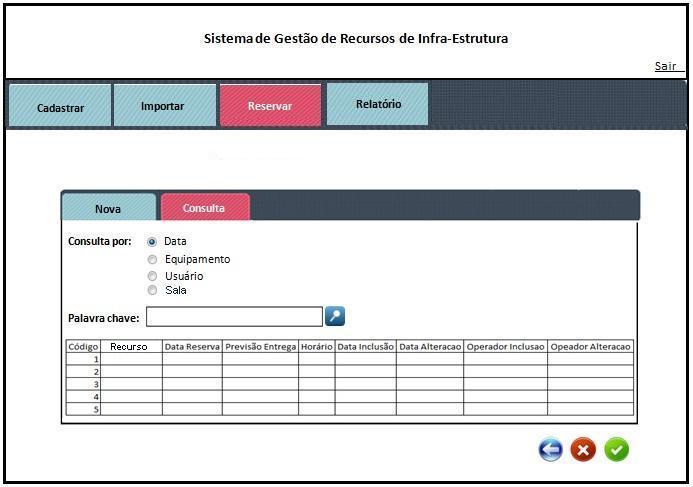 Sistema de Gestão de Recursos de Infra-Estrutura
Sair
Cadastrar Importar Reservar Relatório
Nova Consulta
Consulta por: Data
Equipamento
Usuário
Sala
Palavra chave:
Código Recurso Data Reserva Previsão Entrega Horário Data Inclusão Data Alteracao Operador Inclusao Opeador Alteracao
1
2
3
4
5